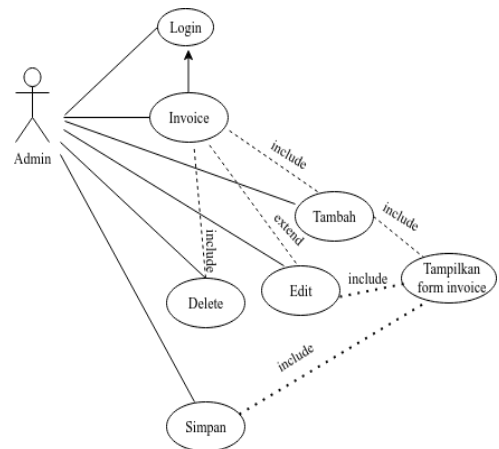 Login
Invoice
Admin
include
include
Tambah
extend
include
include
Tampilkan
form invoice
Delete
Edit
include
Simpan